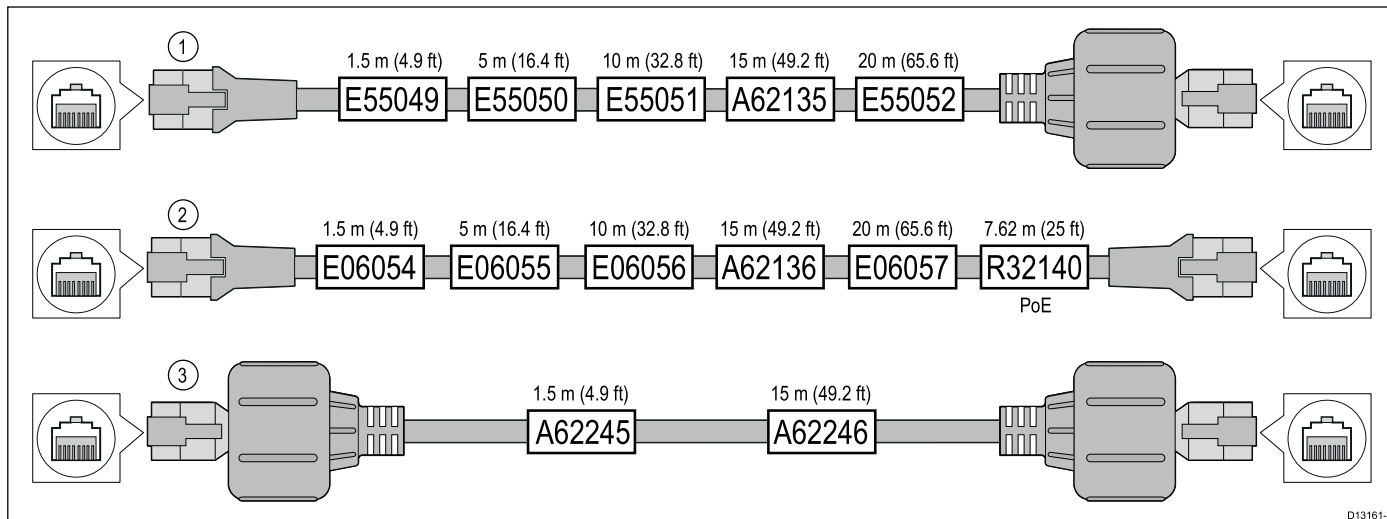 1
1.5 m (4.9 ft) 5 m (16.4 ft) 10 m (32.8 ft) 15 m (49.2 ft) 20 m (65.6 ft)
E55049 E55050 E55051 A62135 E55052
2
1.5 m (4.9 ft) 5 m (16.4 ft) 10 m (32.8 ft) 15 m (49.2 ft) 20 m (65.6 ft) 7.62 m (25 ft)
E06054 E06055 E06056 A62136 E06057 R32140
PoE
3
1.5 m (4.9 ft) 15 m (49.2 ft)
A62245 A62246
D13161-